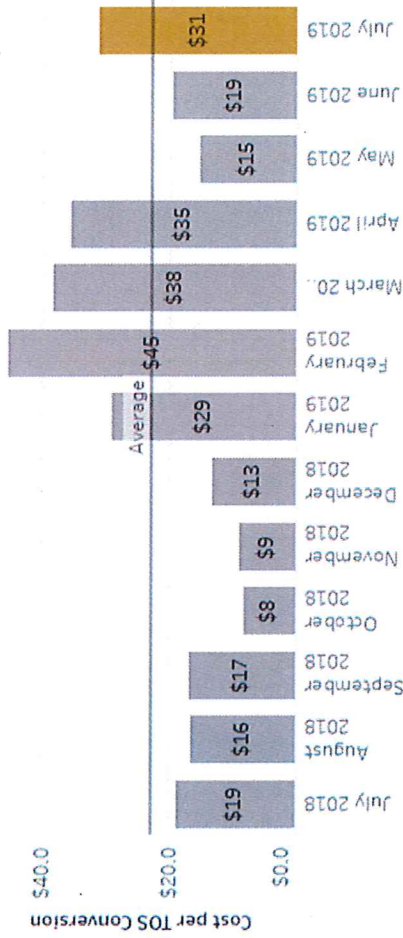 Cost per TOS Conversion
$40.0
$20.0
$0.0
Average
$19
$16
$17
$8
$9
$13
$29
$45
$38
$35
$15
$19
$31
July 2018
August
2018
September
2018
October
2018
November
2018
December
2018
January
2019
February
2019
March 20..
April 2019
May 2019
June 2019
July 2019